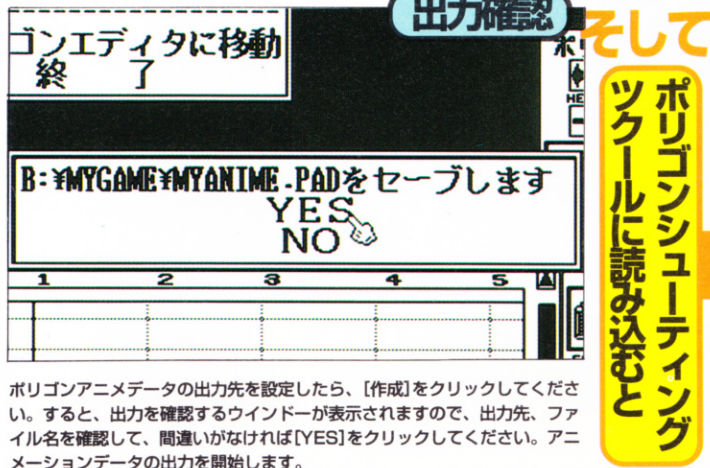 出力確認
そして
ポリゴンシューティング
ツクールに読み込むと
ゴンエディタに移動
終 了
B:¥MYGAME¥MYANIME.PADをセーブします
YES
NO
1 2 3 4 5
ポリゴンアニメデータの出力先を設定したら、[作成]をクリックしてくださ
い。すると、出力を確認するウインドーが表示されますので、出力先、ファ
イル名を確認して、間違いがなければ[YES]をクリックしてください。アニ
メーションデータの出力を開始します。